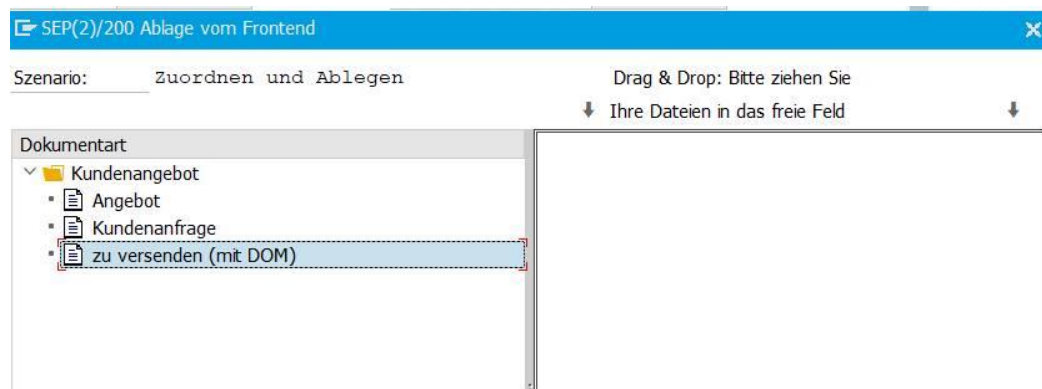 SEP(2)/200 Ablage vom Frontend
Szenario: Zuordnen und Ablegen
Drag & Drop: Bitte ziehen Sie
Ihre Dateien in das freie Feld
Dokumentart
Kundenangebot
Angebot
Kundenanfrage
zu versenden (mit DOM)